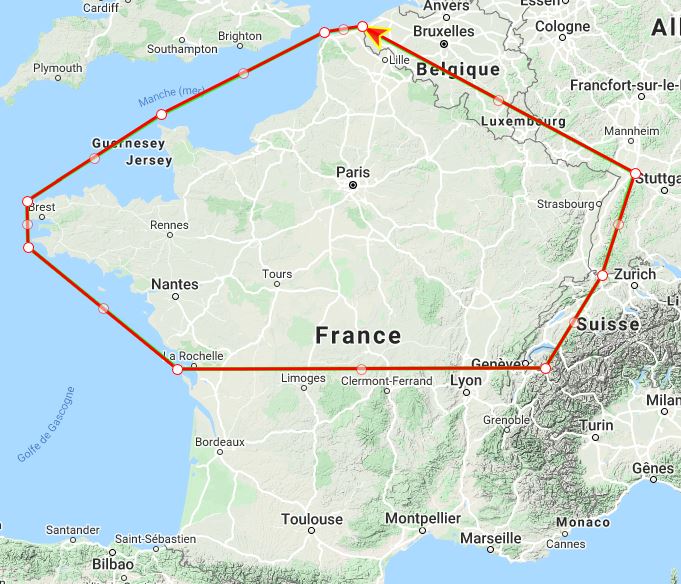 Cardiff
Anvers
Essen
Cologne
All
Brighton
Bruxelles
Southampton
Plymouth
Lille
Belgique
Francfort-sur-le-
Manche (mer)
Luxembourg
Mannheim
Guernesey
Jersey
Paris
Stuttga
Brest
Strasbourg
Rennes
Nantes
Tours
Zurich
Li
Suisse
France
La Rochelle
Genève
Limoges
Clermont-Ferrand
Lyon
Milan
Golfe de Gascogne
Grenoble
Turin
Bordeaux
Gênes
Toulouse
Montpellier
Monaco
Santander
Saint-Sébastien
Marseille
Cannes
Bilbao